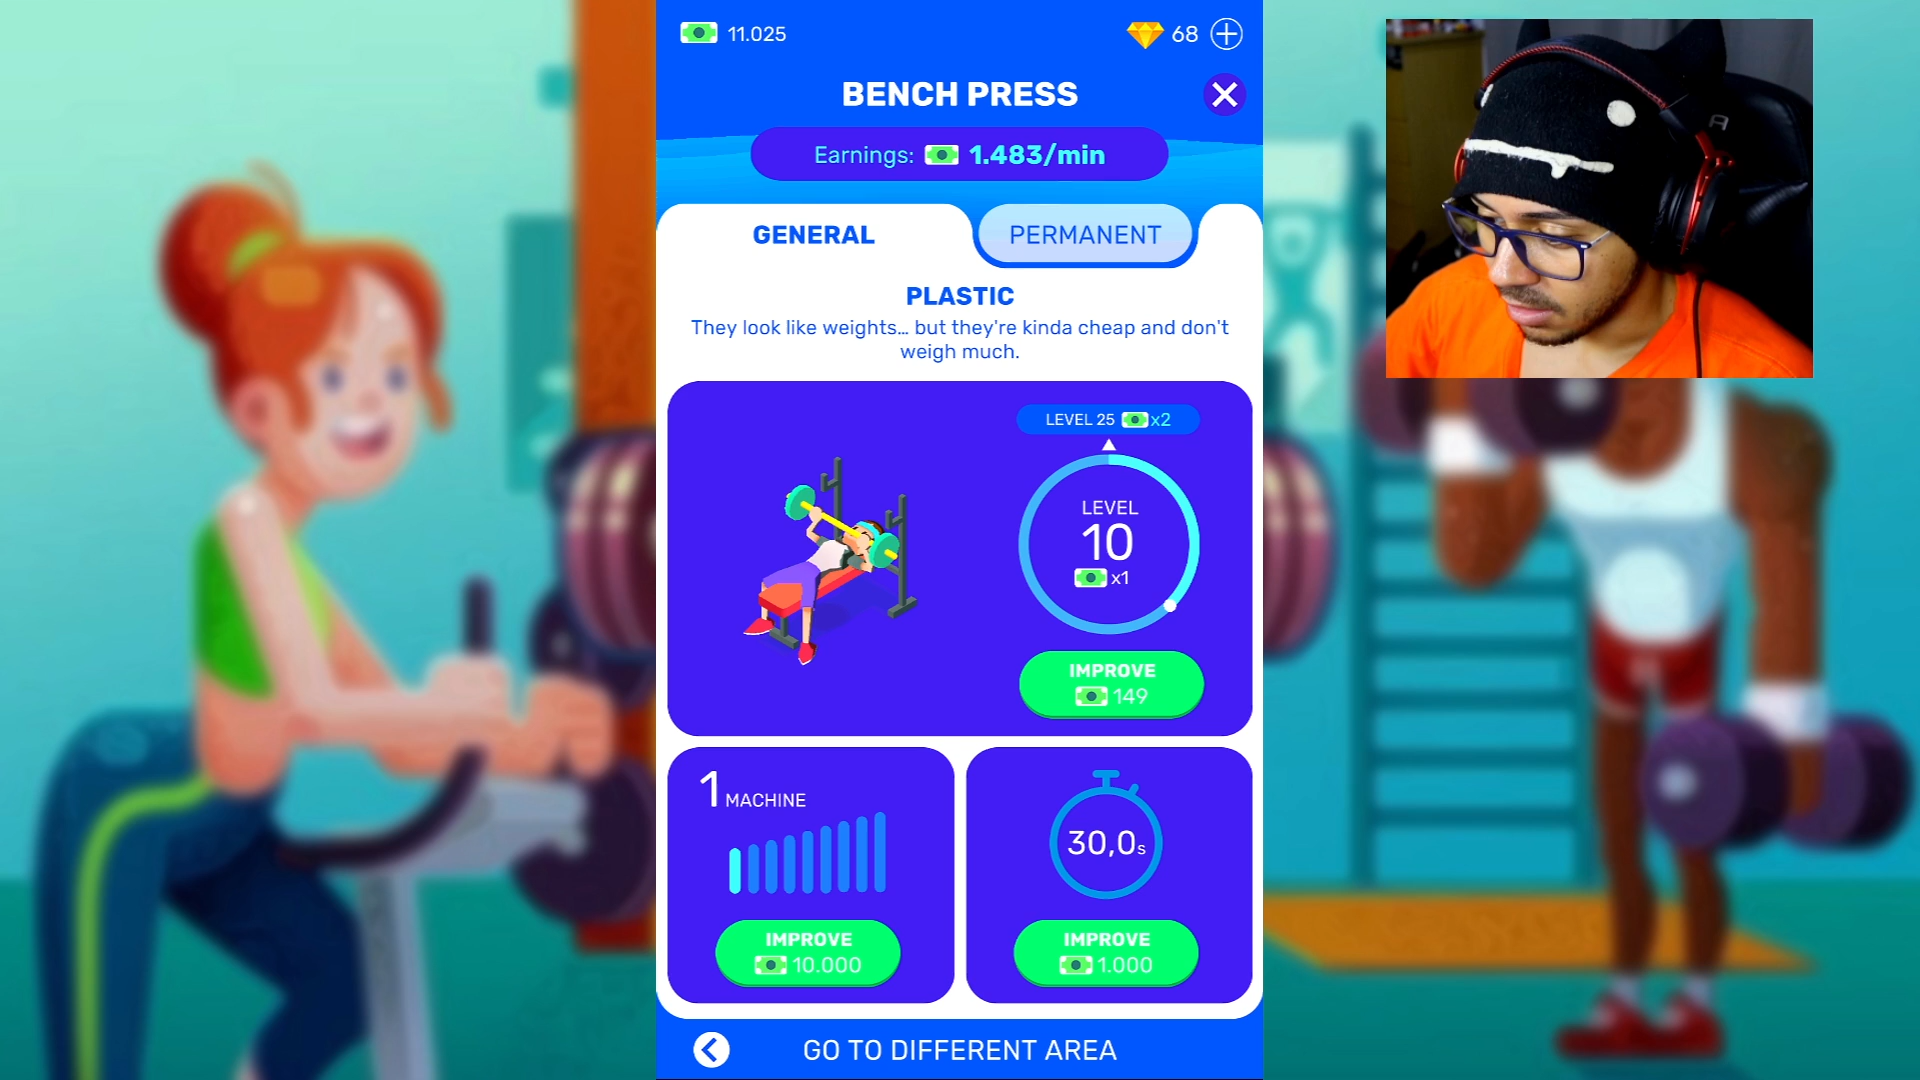 11.025
68
BENCH PRESS
Earnings: 1.483/min
GENERAL
PERMANENT
PLASTIC
They look like weights... but they're kinda cheap and don't
weigh much.
LEVEL 25 x2
LEVEL
10
x1
IMPROVE
149
1 MACHINE
30,0s
IMPROVE
10.000
IMPROVE
1.000
GO TO DIFFERENT AREA